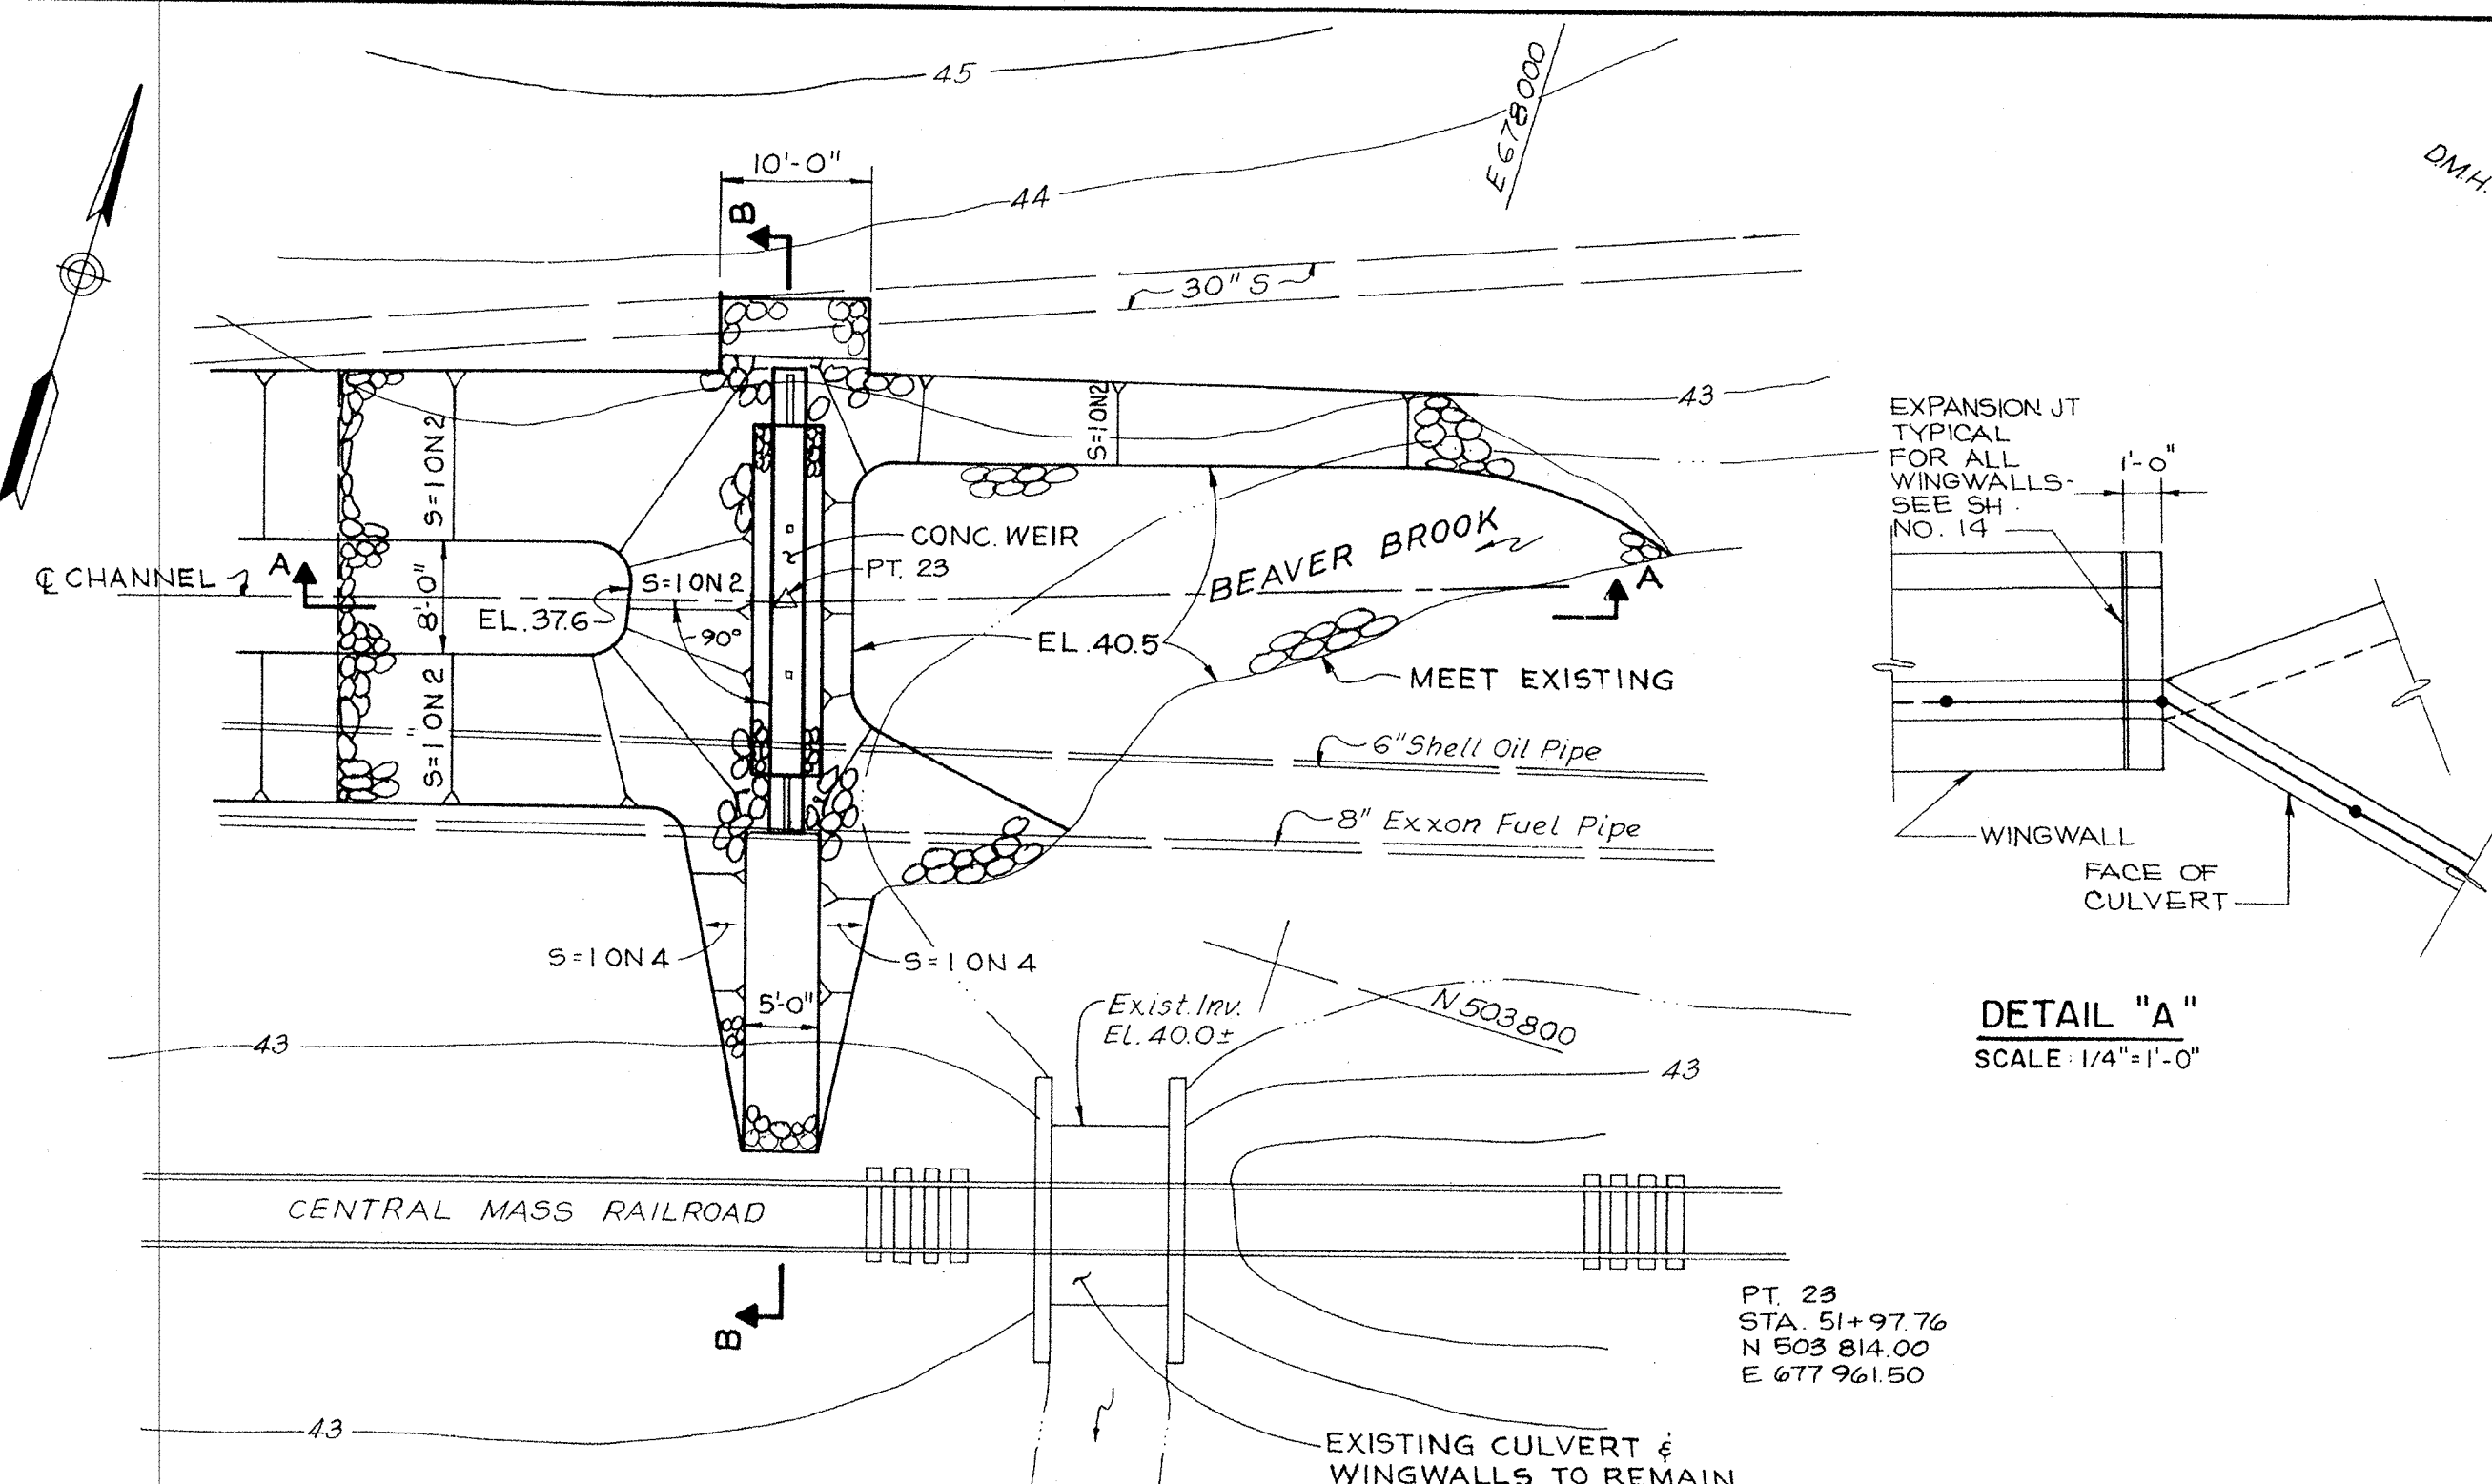 45
E 678000
D.M.H.
10'-0"
B
44
30" S
43
EXPANSION JT
TYPICAL
FOR ALL
WINGWALLS-
SEE SH.
NO. 14
1'-0"
S=1 ON 2
S=1 ON 2
CONC. WEIR
PT. 23
BEAVER BROOK
℄ CHANNEL
A
8'-0"
EL. 37.6
S=1 ON 2
90°
EL. 40.5
A
MEET EXISTING
S=1 ON 2
6" Shell Oil Pipe
8" Exxon Fuel Pipe
WINGWALL
FACE OF
CULVERT
S=1 ON 4
S=1 ON 4
5'-0"
Exist. Inv.
EL. 40.0±
N 503800
DETAIL "A"
SCALE: 1/4"=1'-0"
43
43
CENTRAL MASS RAILROAD
B
PT. 23
STA. 51+97.76
N 503 814.00
E 677 961.50
43
EXISTING CULVERT &
WINGWALLS TO REMAIN